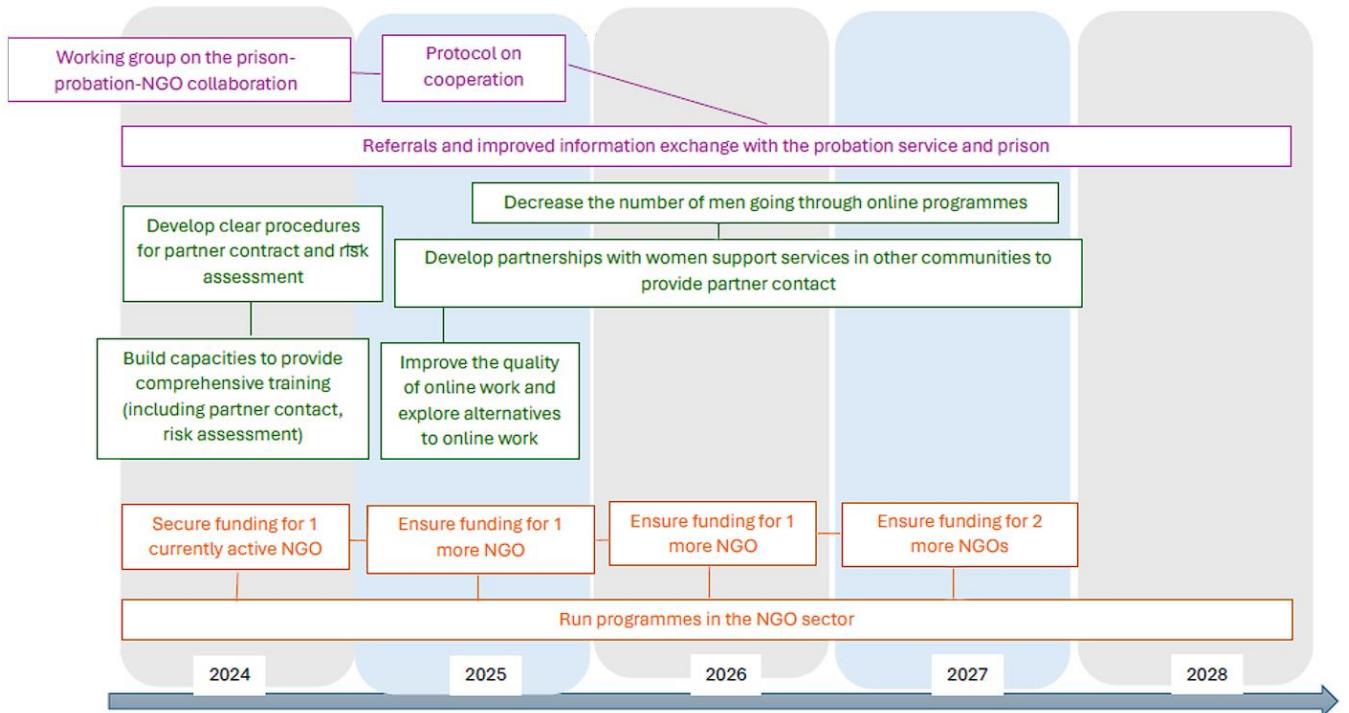 Working group on the prison-
probation-NGO collaboration
Protocol on
cooperation
Referrals and improved information exchange with the probation service and prison
Decrease the number of men going through online programmes
Develop clear procedures
for partner contract and risk
assessment
Develop partnerships with women support services in other communities to
provide partner contact
Build capacities to provide
comprehensive training
(including partner contact,
risk assessment)
Improve the quality
of online work and
explore alternatives
to online work
Secure funding for 1
currently active NGO
Ensure funding for 1
more NGO
Ensure funding for 1
more NGO
Ensure funding for 2
more NGOs
Run programmes in the NGO sector
2024
2025
2026
2027
2028